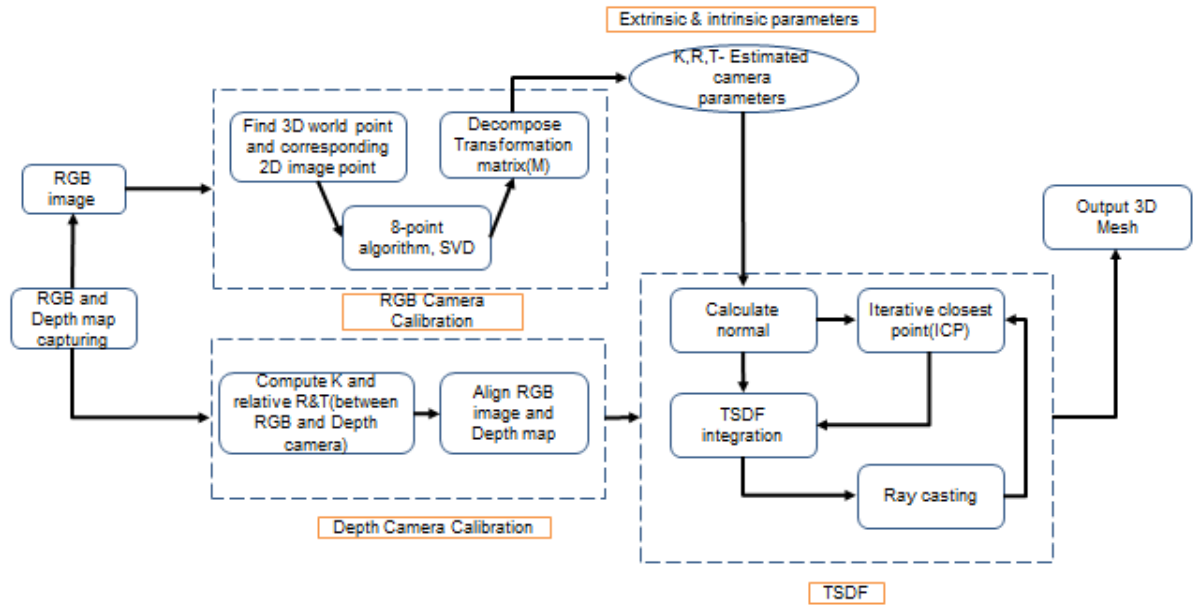 Extrinsic & intrinsic parameters
K,R,T- Estimated
camera
parameters
Find 3D world point
and corresponding
2D image point
Decompose
Transformation
matrix(M)
8-point
algorithm, SVD
RGB
image
RGB Camera
Calibration
RGB and
Depth map
capturing
Compute K and
relative R&T(between
RGB and Depth
camera)
Align RGB
image and
Depth map
Depth Camera Calibration
Calculate
normal
Iterative closest
point(ICP)
TSDF
integration
Ray casting
TSDF
Output 3D
Mesh